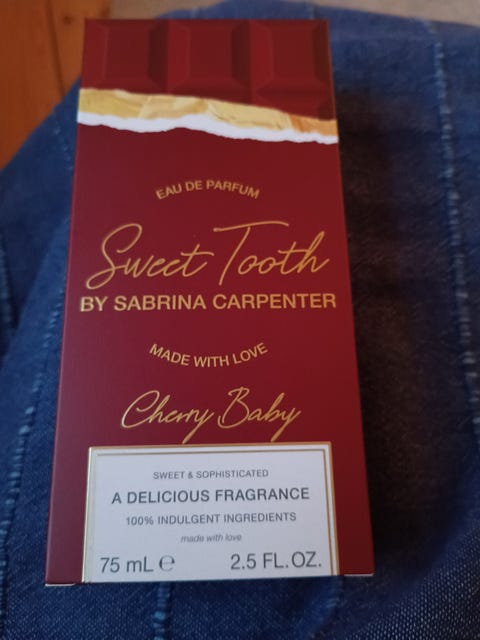 EAU DE PARFUM
Sweet Tooth
BY SABRINA CARPENTER
MADE WITH LOVE
Cherry Baby
SWEET & SOPHISTICATED
A DELICIOUS FRAGRANCE
100% INDULGENT INGREDIENTS
made with love
75 mL ℮ 2.5 FL.OZ.